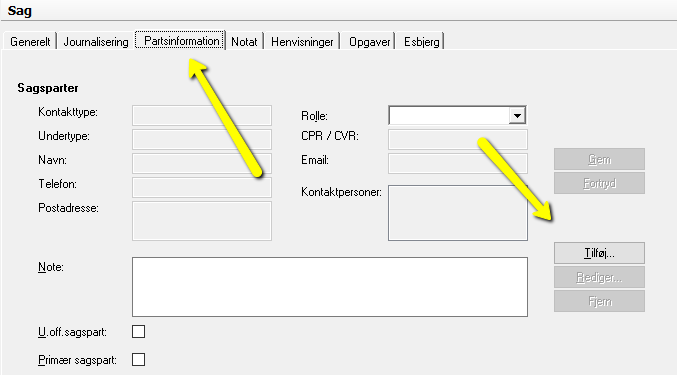 Sag
Generelt Journalisering Partsinformation Notat Henvisninger Opgaver Esbjerg
Sagsparter
Kontakttype: Rolle:
Undertype: CPR / CVR:
Navn: Email: Gem
Telefon: Kontaktpersoner: Fortryd
Postadresse:
Tilføj...
Note: Rediger...
Fjern
U.off.sagspart:
Primær sagspart: